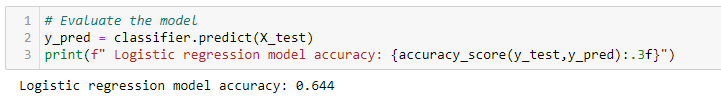 1 # Evaluate the model
2 y_pred = classifier.predict(X_test)
3 print(f" Logistic regression model accuracy: {accuracy_score(y_test,y_pred):.3f}")
Logistic regression model accuracy: 0.644